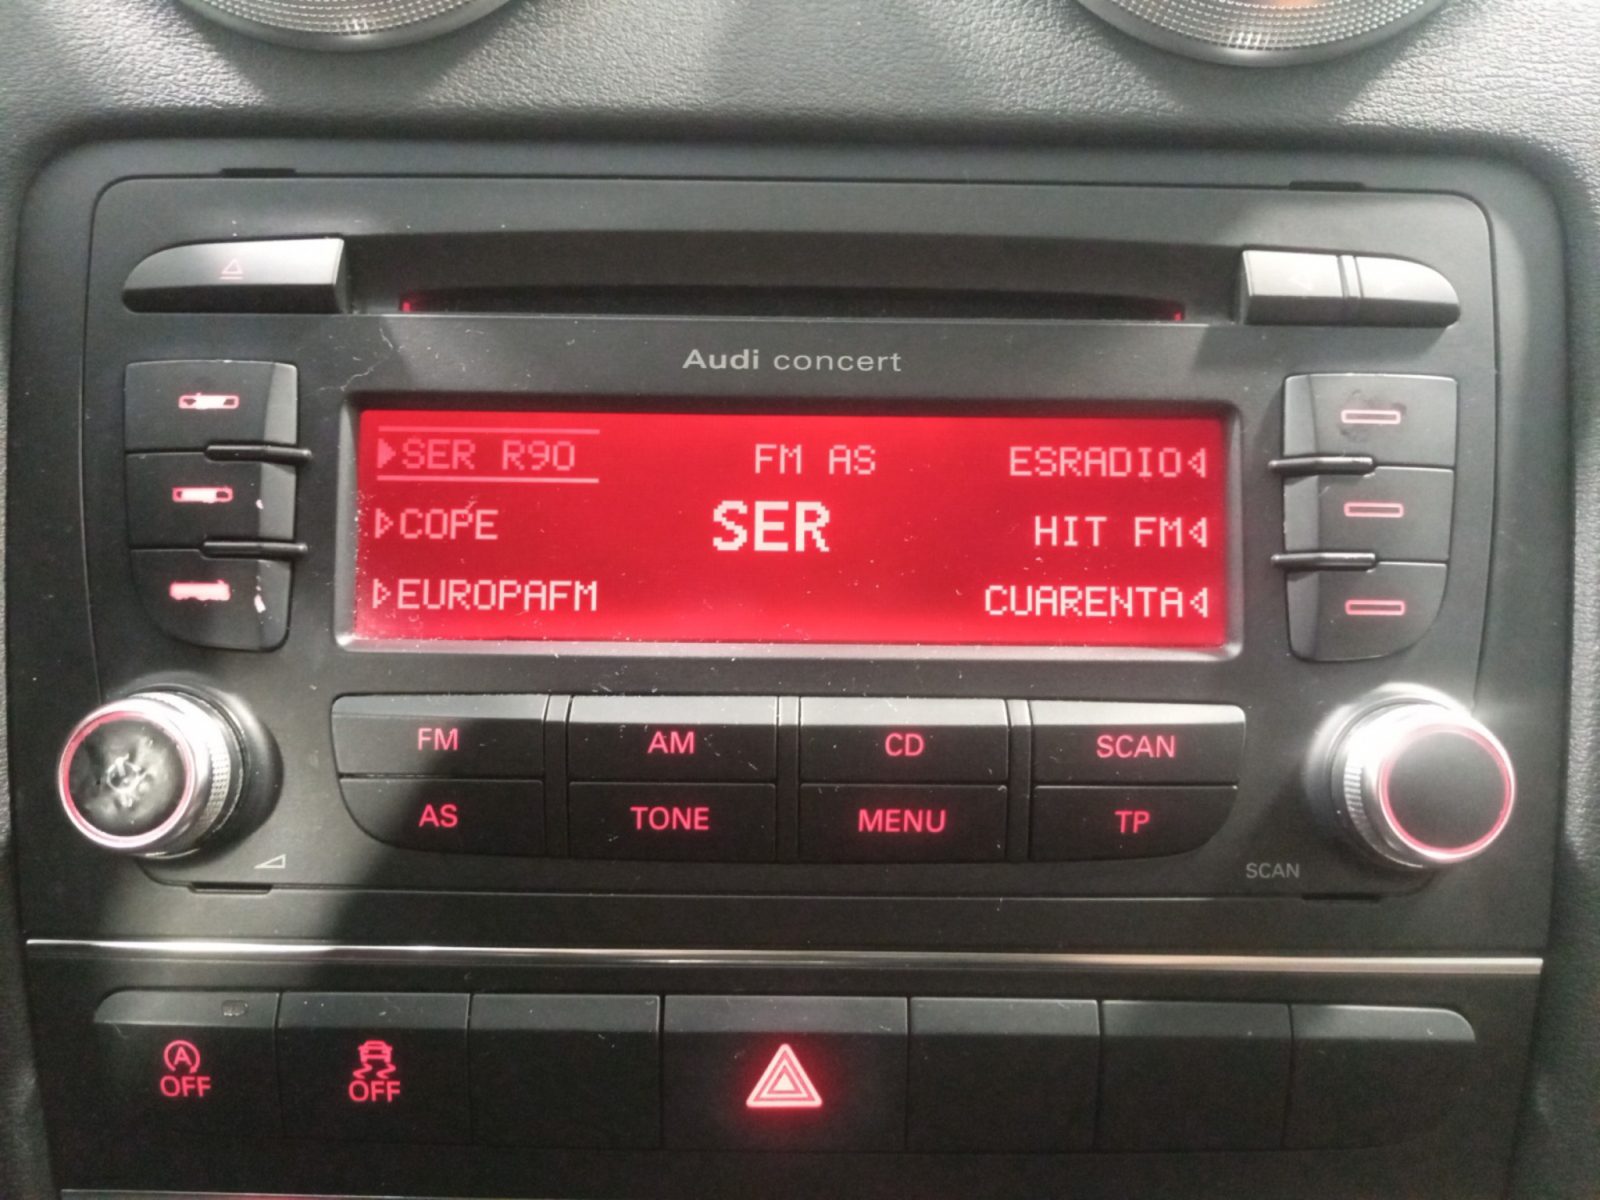 Audi concert
SER R90 FM AS ESRADIO
COPE SER HIT FM
EUROPAFM CUARENTA
FM AM CD SCAN
AS TONE MENU TP
SCAN
A
OFF OFF